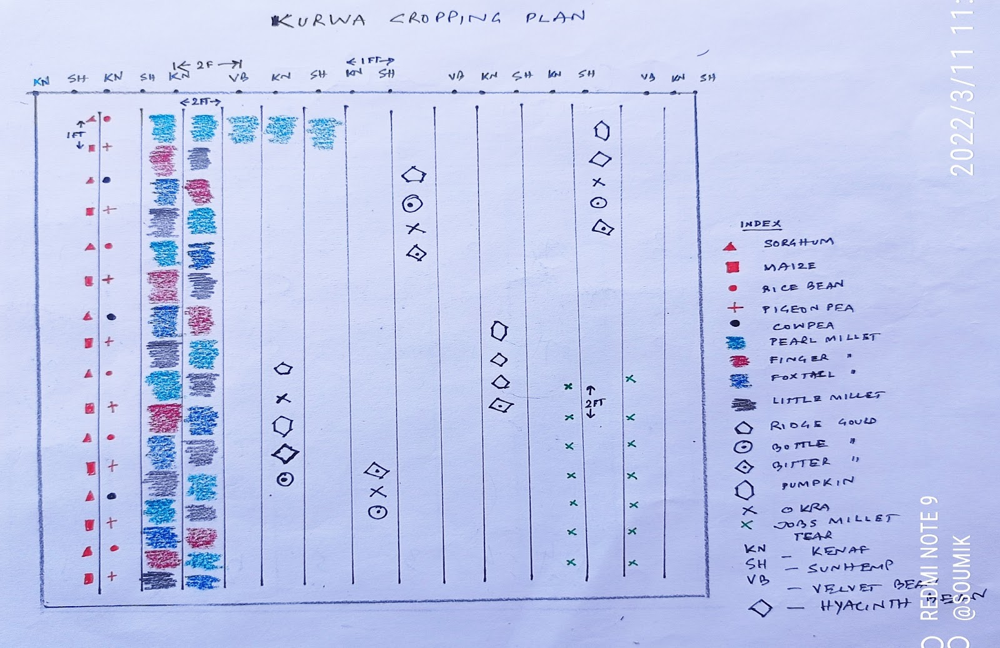 KURWA CROPPING PLAN
2F
1FT
KN SH KN SH KN VB KN SH KN SH VB KN SH KN SH VB KN SH
2FT
1FT
2FT
INDEX
SORGHUM
MAIZE
RICE BEAN
PIGEON PEA
COWPEA
PEARL MILLET
FINGER "
FOXTAIL "
LITTLE MILLET
RIDGE GOURD
BOTTLE "
BITTER "
PUMPKIN
OKRA
JOBS MILLET
TEAR
KN - KENAF
SH - SUNHEMP
VB - VELVET BEAN
- HYACINTH BEAN
2022/3/11 11:
REDMI NOTE 9
@SOUMIK